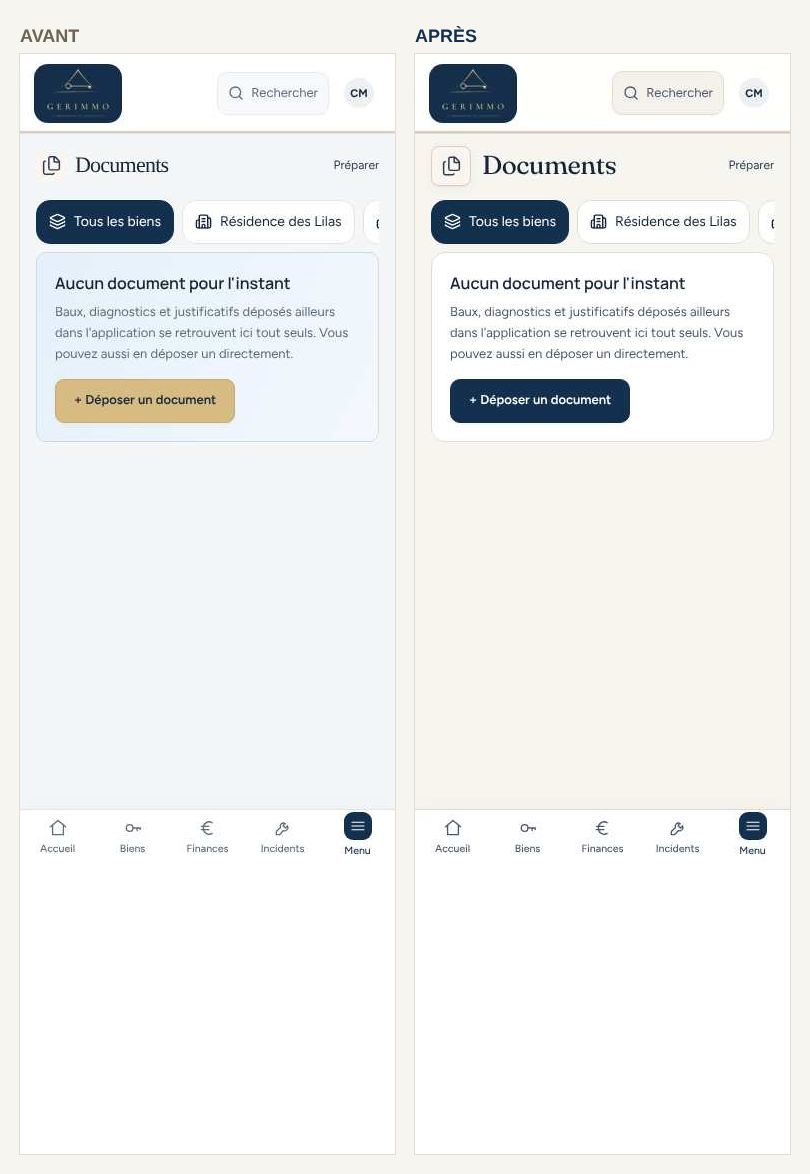 AVANT
GERIMMO
Rechercher
CM
Documents
Préparer
Tous les biens
Résidence des Lilas
Aucun document pour l'instant
Baux, diagnostics et justificatifs déposés ailleurs
dans l'application se retrouvent ici tout seuls. Vous
pouvez aussi en déposer un directement.
+ Déposer un document
Accueil
Biens
Finances
Incidents
Menu
APRÈS
GERIMMO
Rechercher
CM
Documents
Préparer
Tous les biens
Résidence des Lilas
Aucun document pour l'instant
Baux, diagnostics et justificatifs déposés ailleurs
dans l'application se retrouvent ici tout seuls. Vous
pouvez aussi en déposer un directement.
+ Déposer un document
Accueil
Biens
Finances
Incidents
Menu